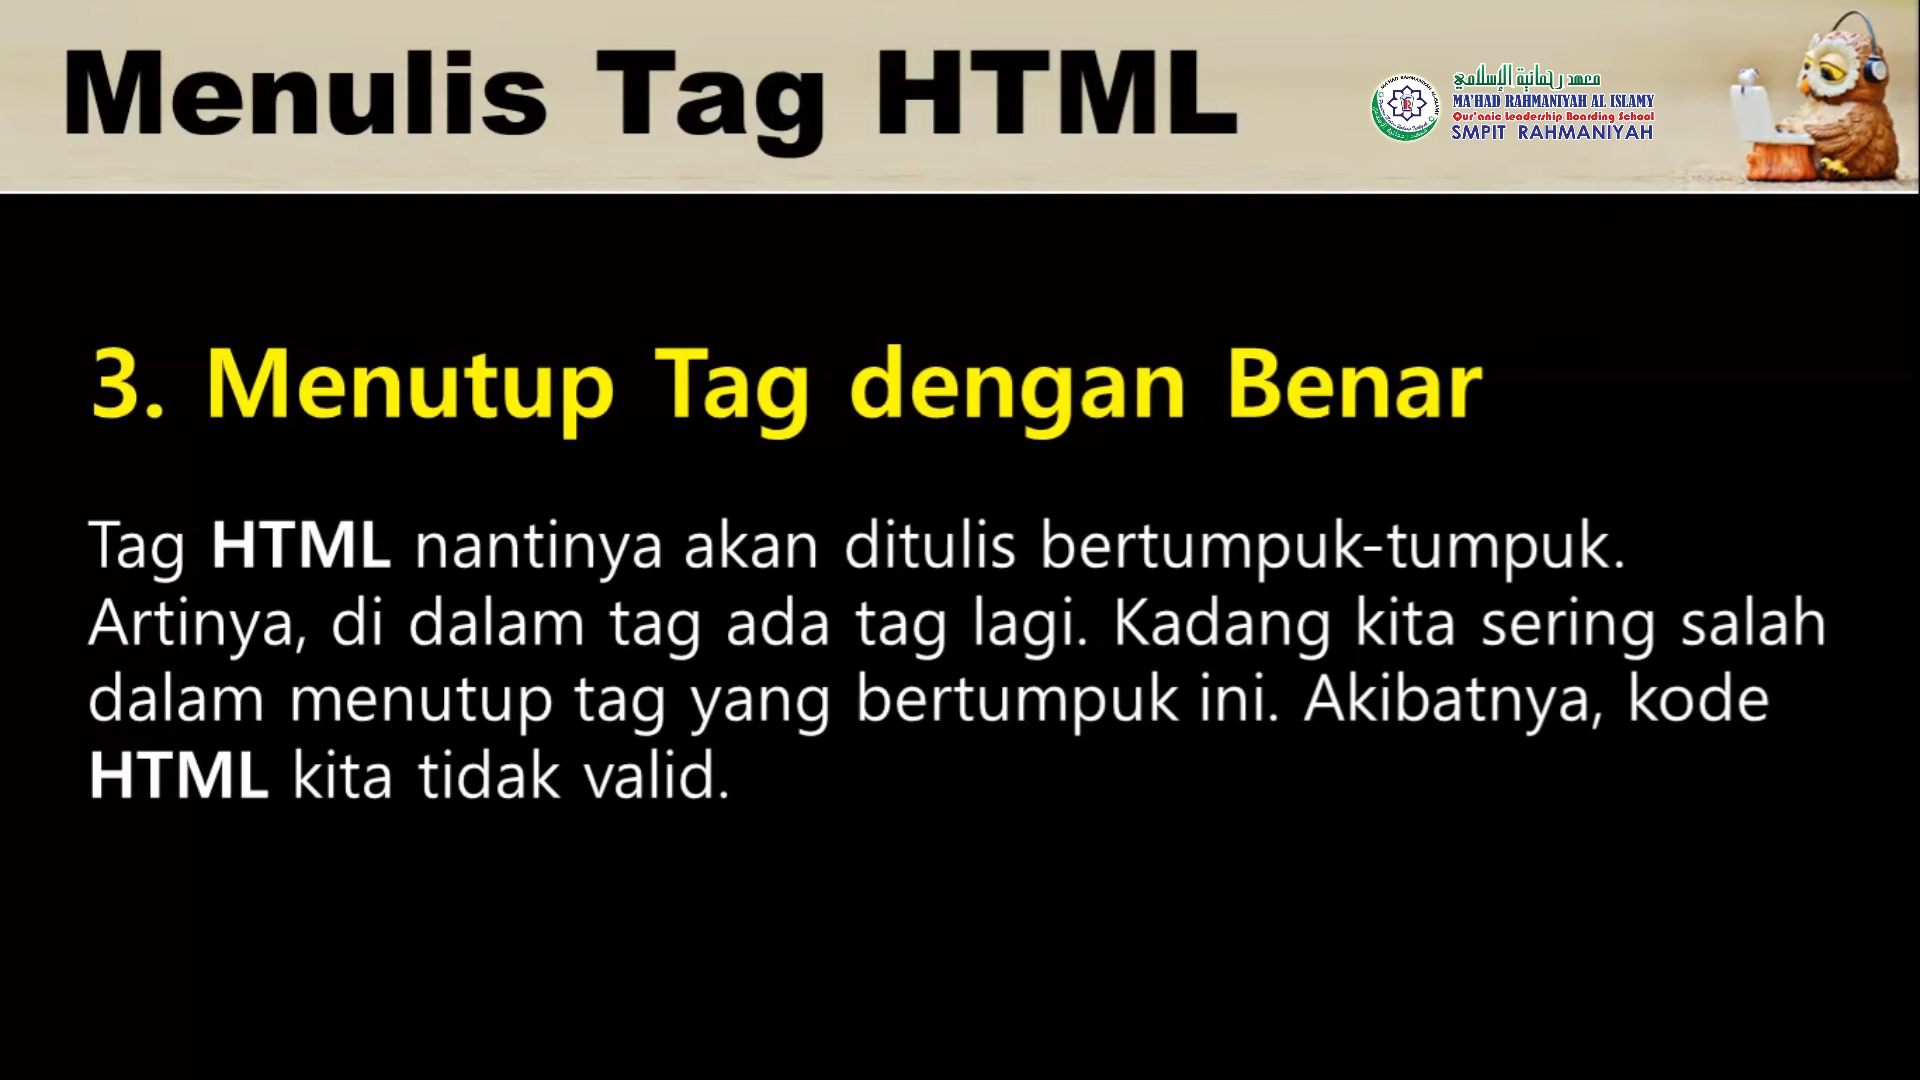 Menulis Tag HTML
معهد رحمانية الإسلامي
MA'HAD RAHMANIYAH AL ISLAMY
Qur'anic Leadership Boarding School
SMPIT RAHMANIYAH
3. Menutup Tag dengan Benar
Tag HTML nantinya akan ditulis bertumpuk-tumpuk.
Artinya, di dalam tag ada tag lagi. Kadang kita sering salah
dalam menutup tag yang bertumpuk ini. Akibatnya, kode
HTML kita tidak valid.